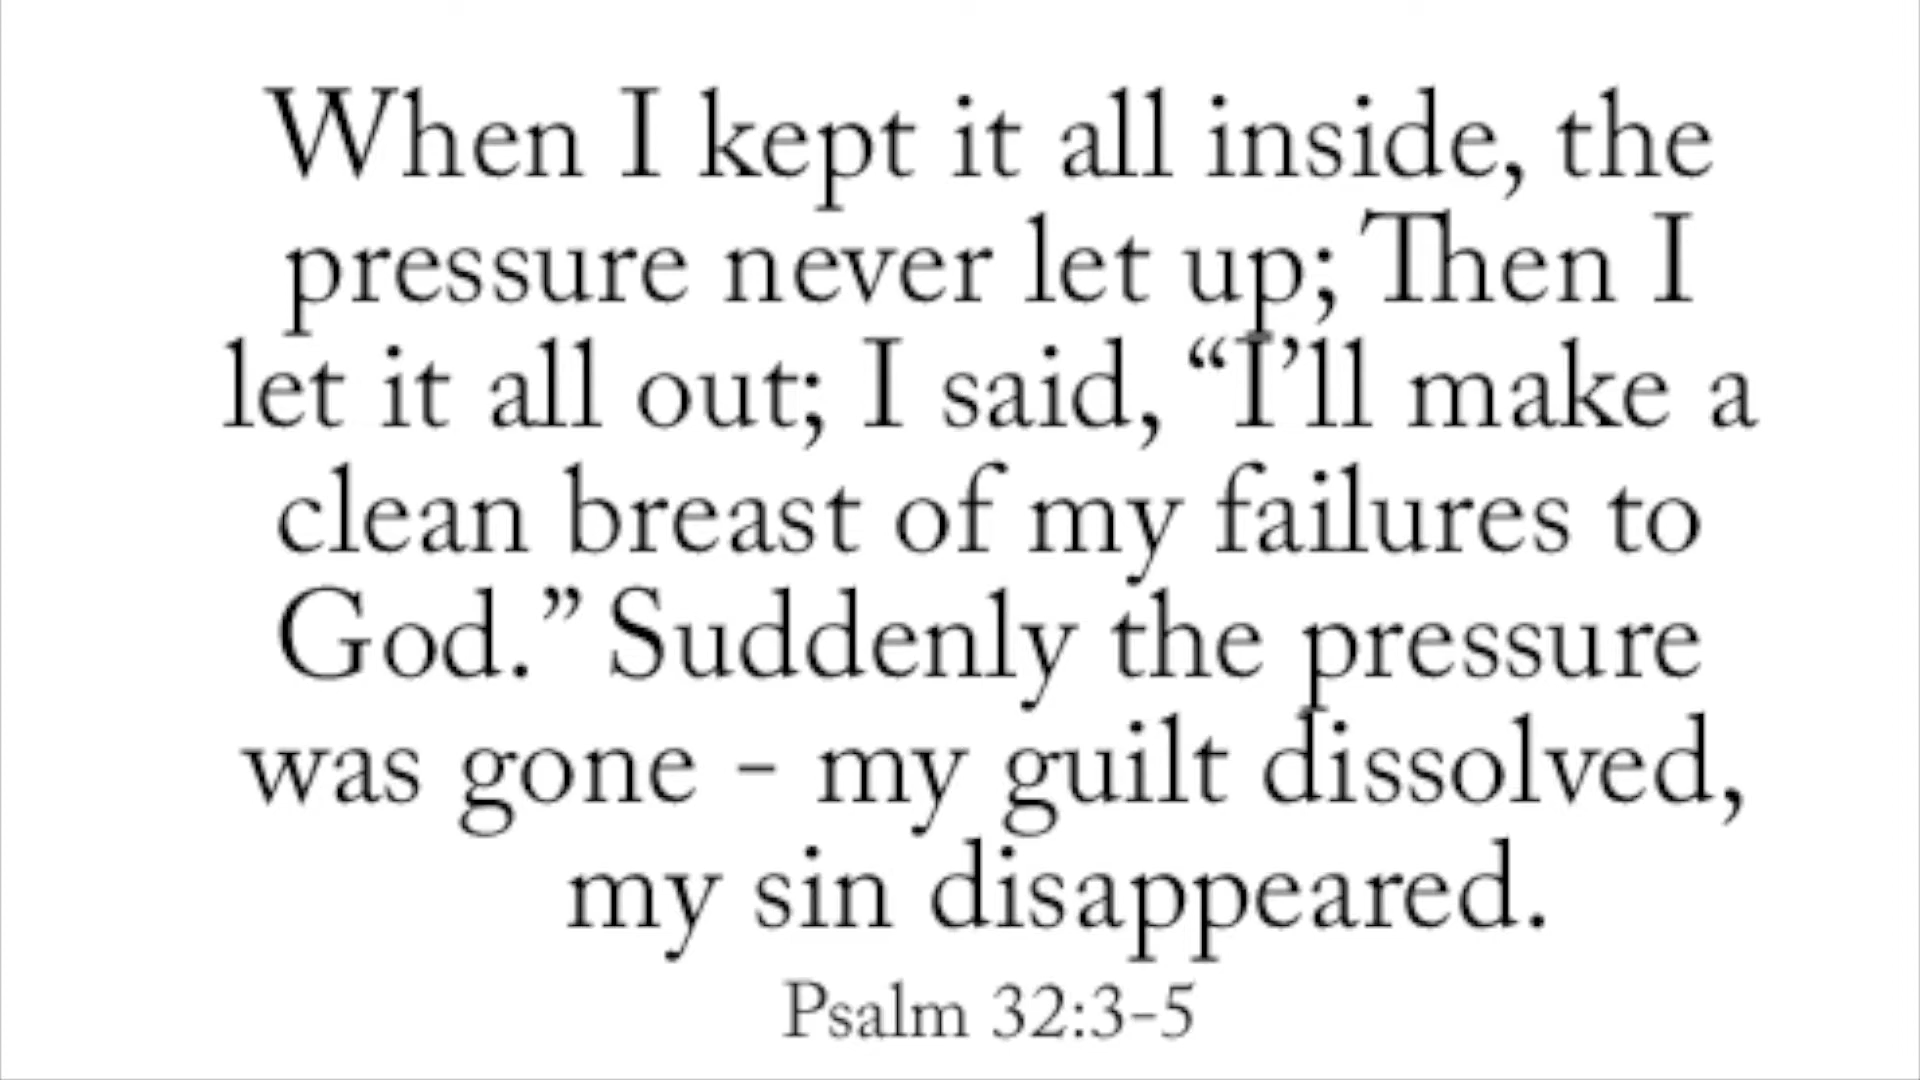 When I kept it all inside, the
pressure never let up; Then I
let it all out; I said, “I’ll make a
clean breast of my failures to
God.” Suddenly the pressure
was gone - my guilt dissolved,
my sin disappeared.
Psalm 32:3-5